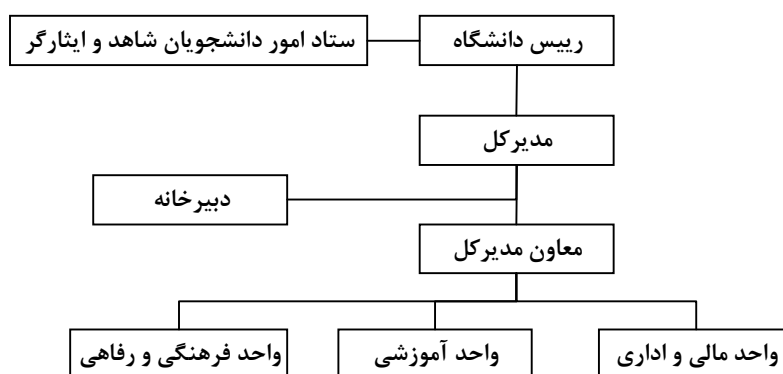 رییس دانشگاه
ستاد امور دانشجویان شاهد و ایثارگر
مدیرکل
دبیرخانه
معاون مدیرکل
واحد مالی و اداری
واحد آموزشی
واحد فرهنگی و رفاهی